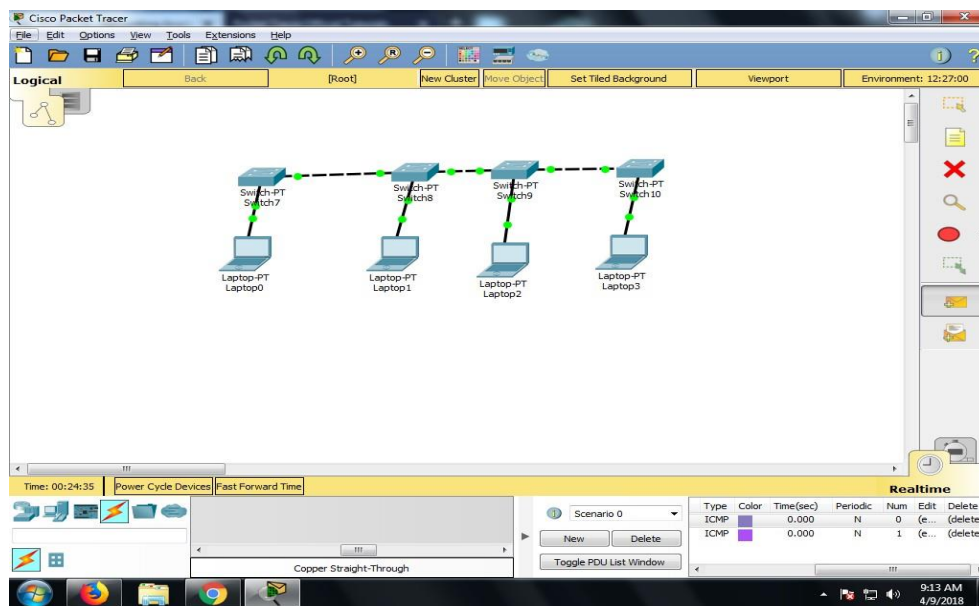 Cisco Packet Tracer
File Edit Options View Tools Extensions Help
Logical Back [Root] New Cluster Move Object Set Tiled Background Viewport Environment: 12:27:00
Switch-PT
Switch7
Switch-PT
Switch8
Switch-PT
Switch9
Switch-PT
Switch10
Laptop-PT
Laptop0
Laptop-PT
Laptop1
Laptop-PT
Laptop2
Laptop-PT
Laptop3
Time: 00:24:35 Power Cycle Devices Fast Forward Time Realtime
Scenario 0
New Delete
Toggle PDU List Window
Copper Straight-Through
Type Color Time(sec) Periodic Num Edit Delete
ICMP 0.000 N 0 (e... (delete
ICMP 0.000 N 1 (e... (delete
9:13 AM
4/9/2018